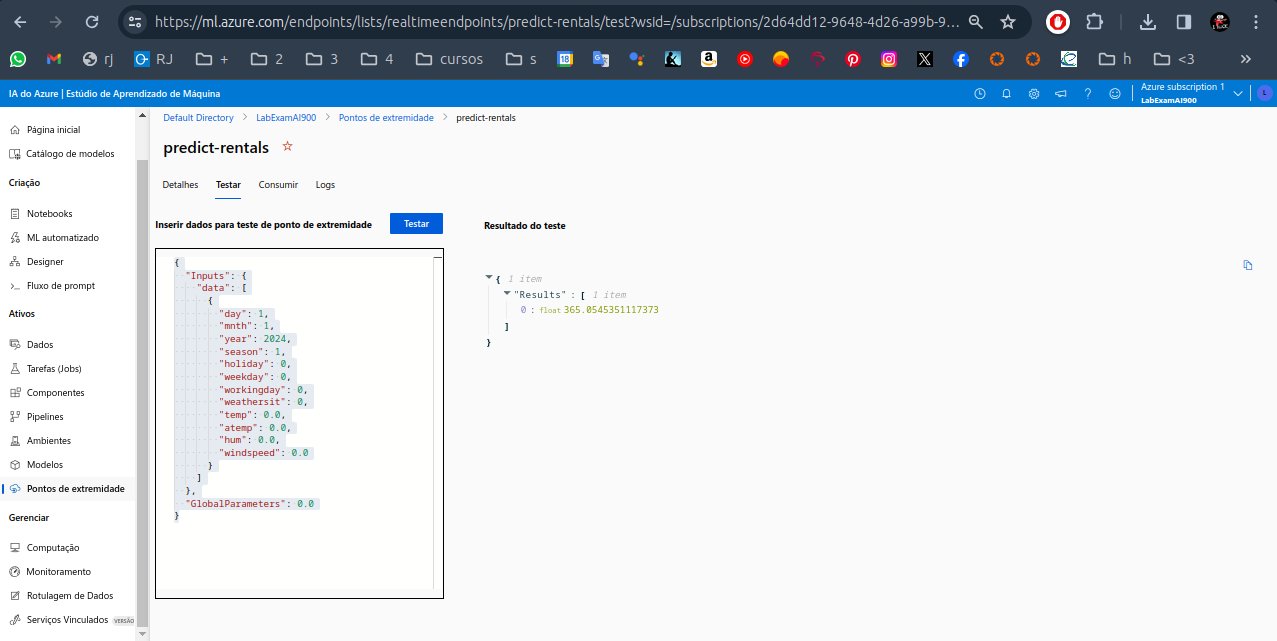 https://ml.azure.com/endpoints/lists/realtimeendpoints/predict-rentals/test?wsid=/subscriptions/2d64dd12-9648-4d26-a99b-9...
rj
RJ
+
2
3
4
cursos
s
18
h
<3
IA do Azure | Estúdio de Aprendizado de Máquina
Azure subscription 1
LabExamAI900
L
Página inicial
Catálogo de modelos
Criação
Notebooks
ML automatizado
Designer
Fluxo de prompt
Ativos
Dados
Tarefas (Jobs)
Componentes
Pipelines
Ambientes
Modelos
Pontos de extremidade
Gerenciar
Computação
Monitoramento
Rotulagem de Dados
Serviços Vinculados VERSÃO
Default Directory > LabExamAI900 > Pontos de extremidade > predict-rentals
predict-rentals
Detalhes Testar Consumir Logs
Inserir dados para teste de ponto de extremidade
Testar
{
"Inputs": {
"data": [
{
"day": 1,
"mnth": 1,
"year": 2024,
"season": 1,
"holiday": 0,
"weekday": 0,
"workingday": 0,
"weathersit": 0,
"temp": 0.0,
"atemp": 0.0,
"hum": 0.0,
"windspeed": 0.0
}
]
},
"GlobalParameters": 0.0
}
Resultado do teste
{ 1 item
"Results" : [ 1 item
0 : float 365.0545351117373
]
}